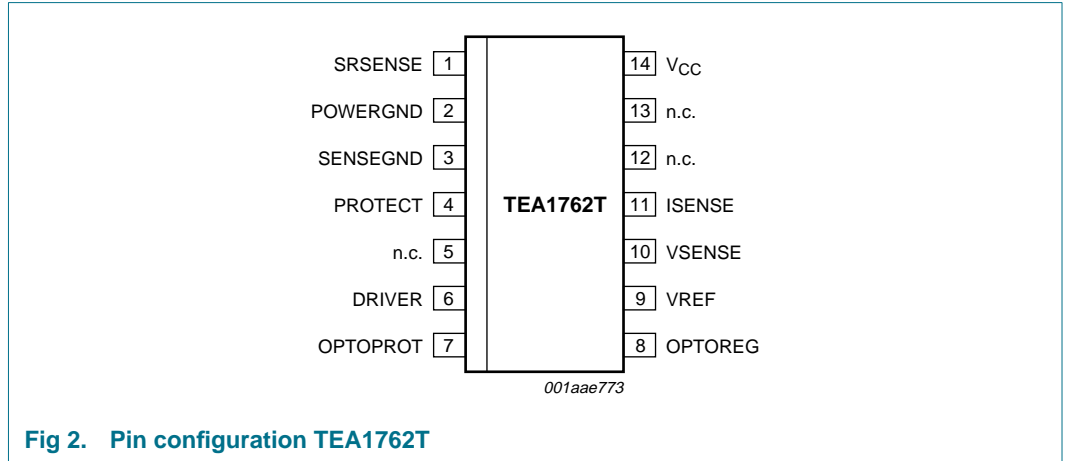 SRSENSE 1 14 VCC
POWERGND 2 13 n.c.
SENSEGND 3 12 n.c.
PROTECT 4 TEA1762T 11 ISENSE
n.c. 5 10 VSENSE
DRIVER 6 9 VREF
OPTOPROT 7 8 OPTOREG
001aae773
Fig 2. Pin configuration TEA1762T